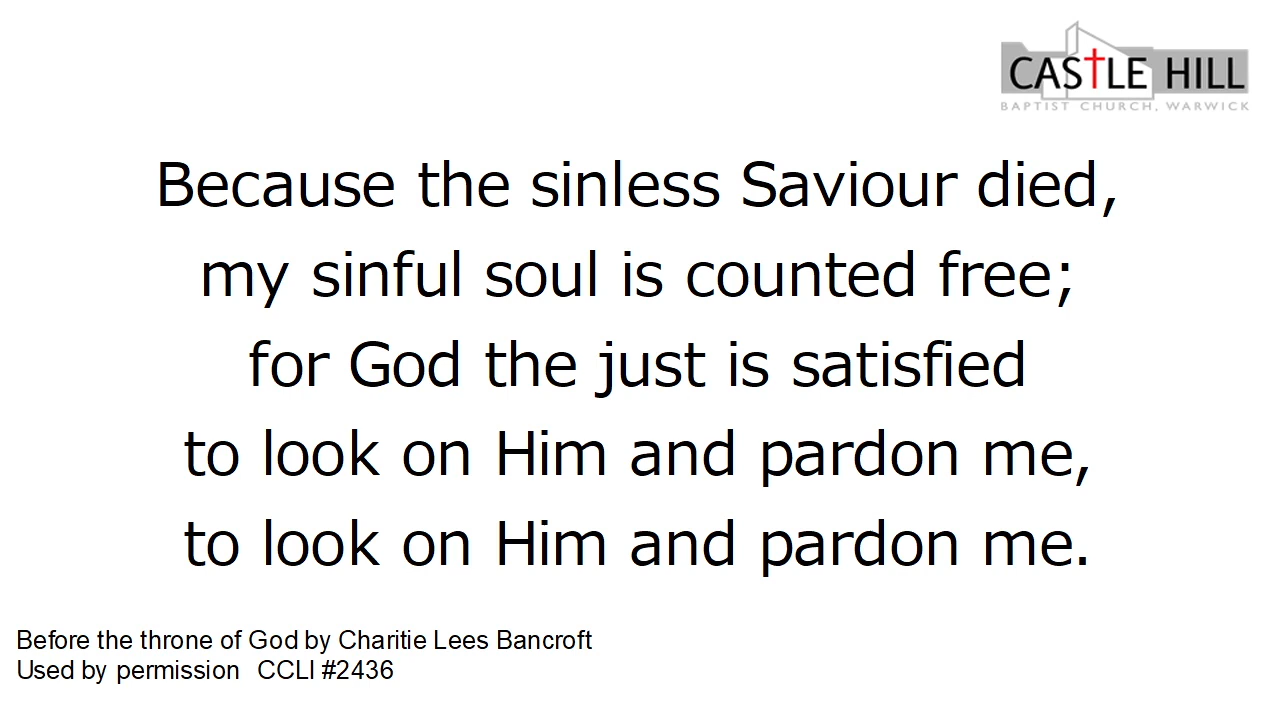 CASTLE HILL
BAPTIST CHURCH, WARWICK
Because the sinless Saviour died,
my sinful soul is counted free;
for God the just is satisfied
to look on Him and pardon me,
to look on Him and pardon me.
Before the throne of God by Charitie Lees Bancroft
Used by permission CCLI #2436